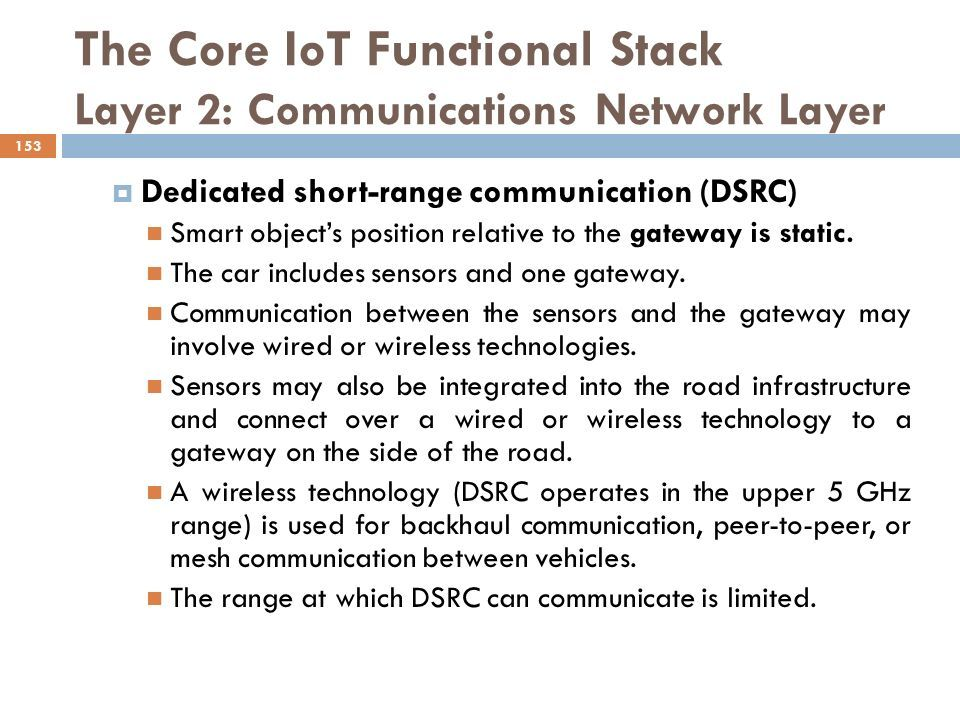 The Core IoT Functional Stack
Layer 2: Communications Network Layer
153
Dedicated short-range communication (DSRC)
Smart object’s position relative to the gateway is static.
The car includes sensors and one gateway.
Communication between the sensors and the gateway may
involve wired or wireless technologies.
Sensors may also be integrated into the road infrastructure
and connect over a wired or wireless technology to a
gateway on the side of the road.
A wireless technology (DSRC operates in the upper 5 GHz
range) is used for backhaul communication, peer-to-peer, or
mesh communication between vehicles.
The range at which DSRC can communicate is limited.